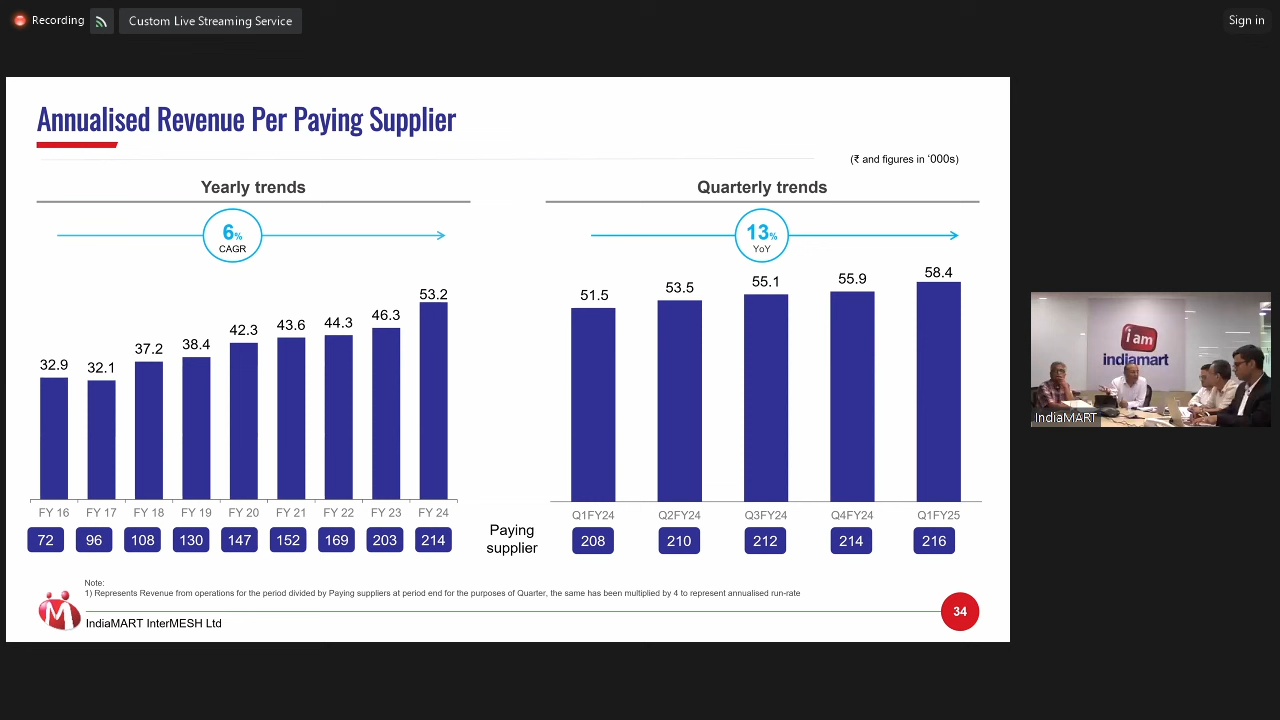 Recording
Custom Live Streaming Service
Sign in
Annualised Revenue Per Paying Supplier
(₹ and figures in ‘000s)
Yearly trends
Quarterly trends
6%
CAGR
13%
YoY
32.9 32.1 37.2 38.4 42.3 43.6 44.3 46.3 53.2
51.5 53.5 55.1 55.9 58.4
FY 16 FY 17 FY 18 FY 19 FY 20 FY 21 FY 22 FY 23 FY 24
Q1FY24 Q2FY24 Q3FY24 Q4FY24 Q1FY25
72 96 108 130 147 152 169 203 214
Paying
supplier
208 210 212 214 216
Note:
1) Represents Revenue from operations for the period divided by Paying suppliers at period end for the purposes of Quarter, the same has been multiplied by 4 to represent annualised run-rate
M
IndiaMART InterMESH Ltd
34
i am
indiamart
IndiaMART